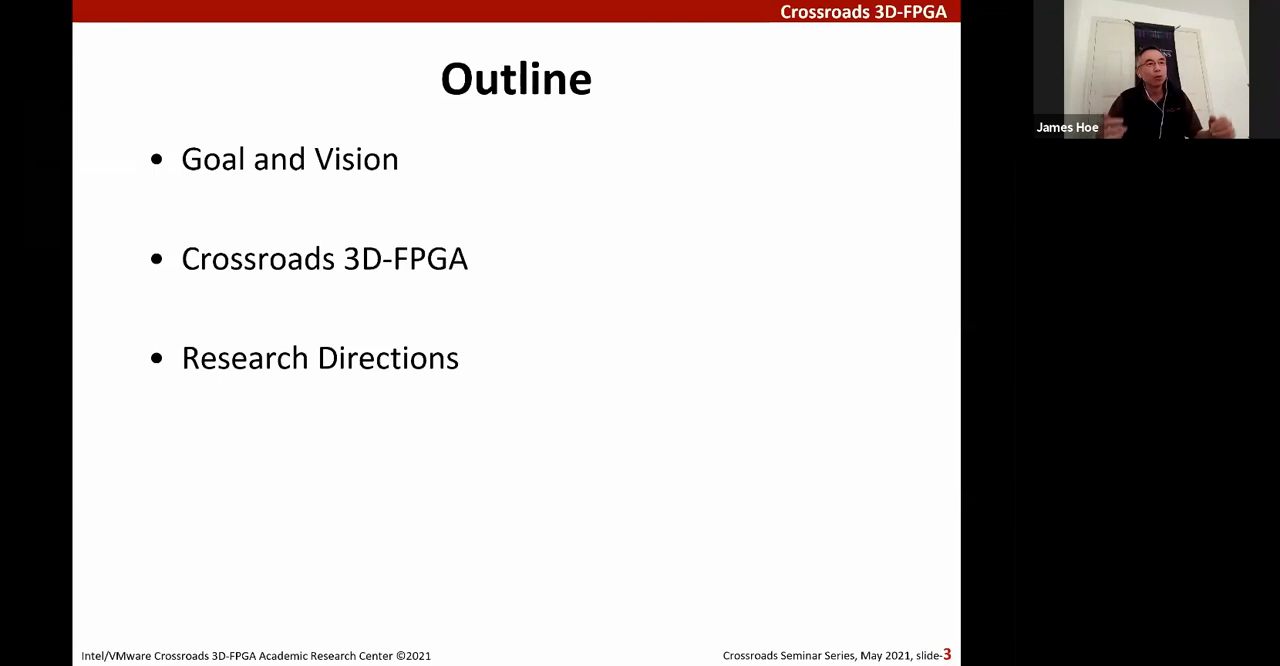 Crossroads 3D-FPGA
Outline
• Goal and Vision
• Crossroads 3D-FPGA
• Research Directions
Intel/VMware Crossroads 3D-FPGA Academic Research Center ©2021
Crossroads Seminar Series, May 2021, slide-3
James Hoe